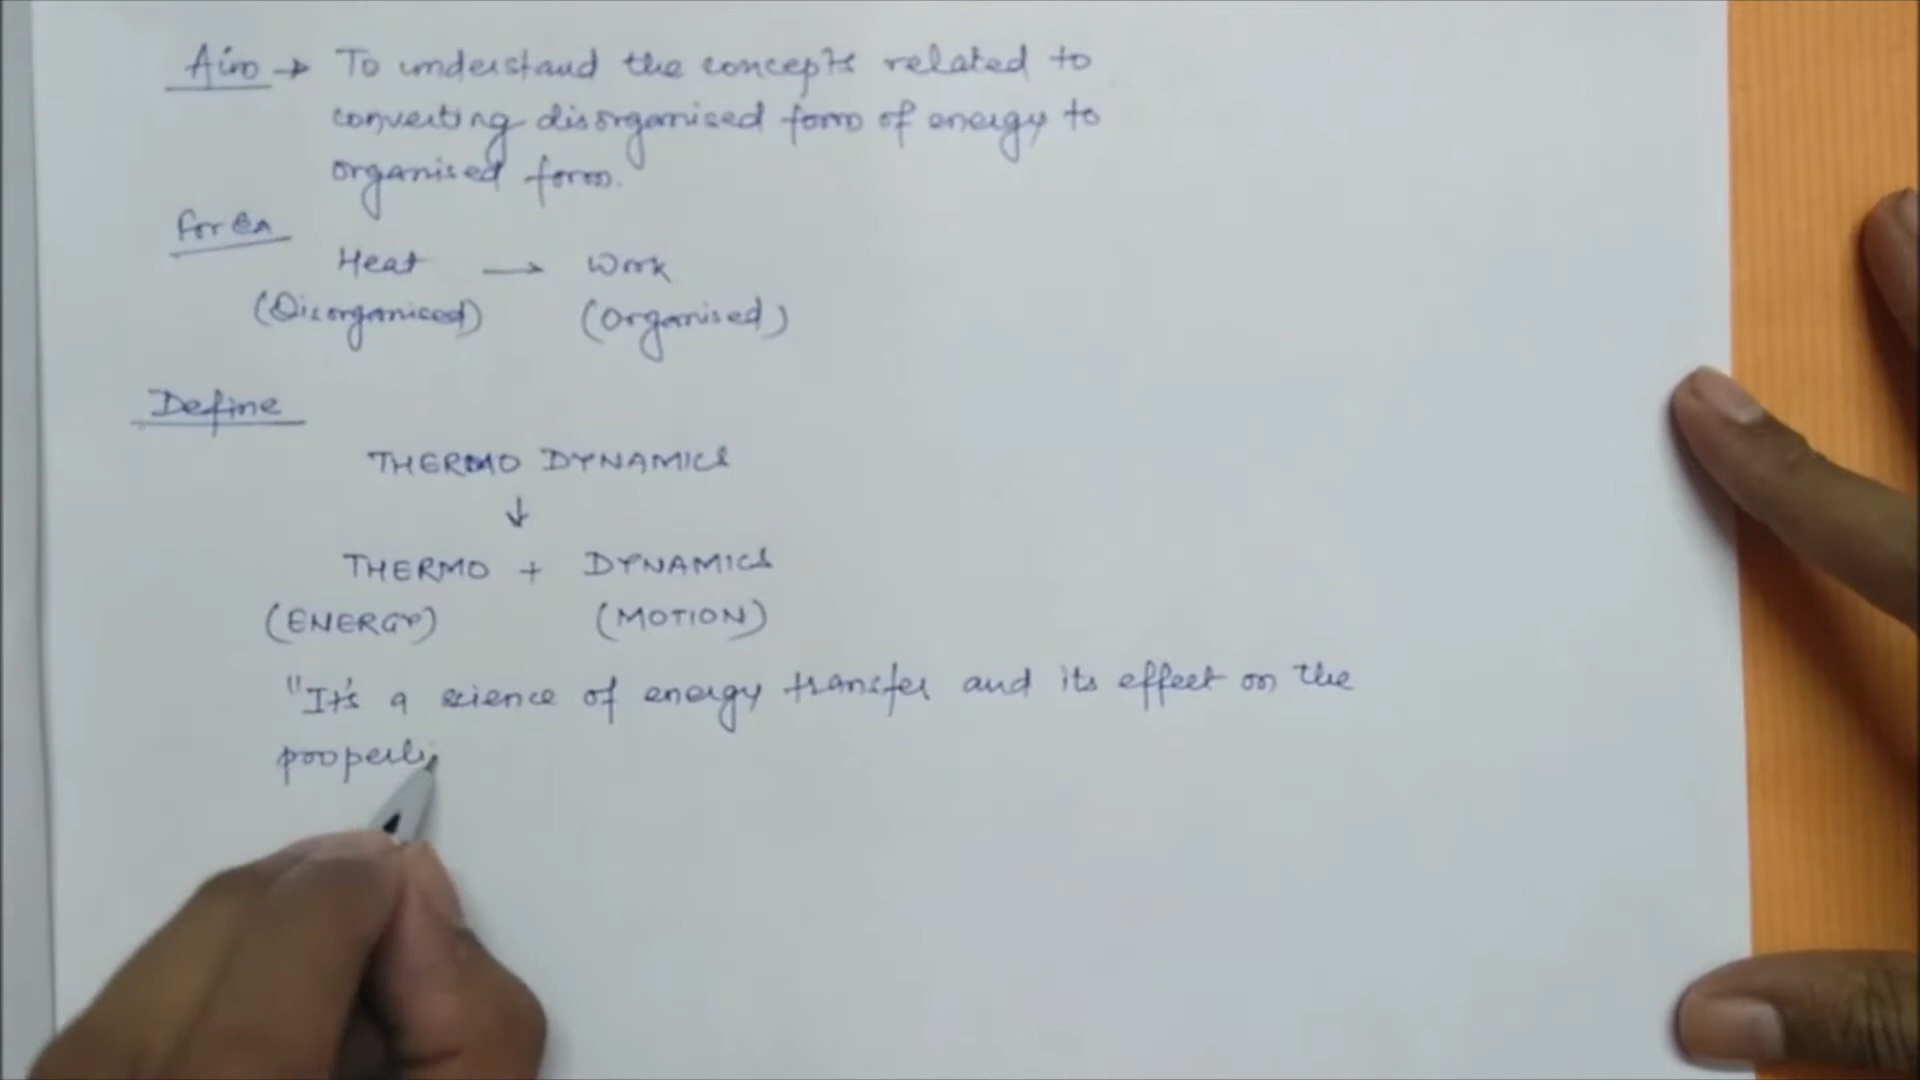 Aim → To understand the concepts related to
converting disorganised form of energy to
organised form.
For Ex
Heat → Work
(Disorganised) (Organised)
Define
THERMO DYNAMICS
↓
THERMO + DYNAMICS
(ENERGY) (MOTION)
"It's a science of energy transfer and its effect on the
properti